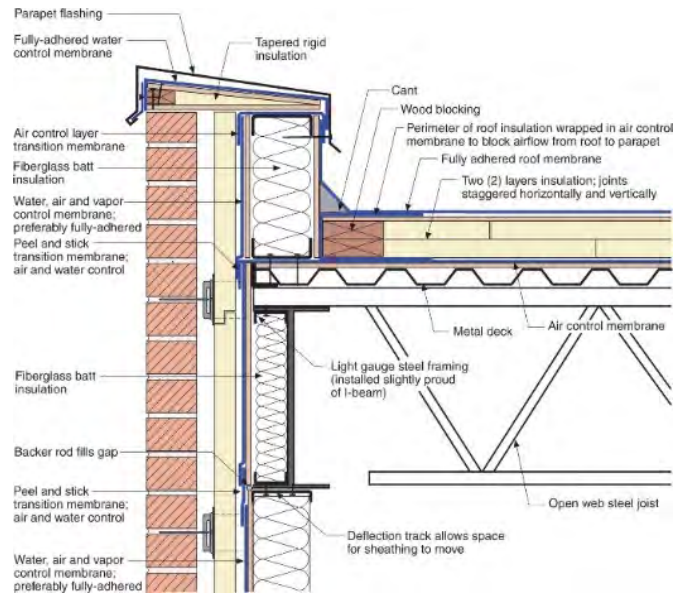 Parapet flashing
Fully-adhered water
control membrane
Tapered rigid
insulation
Cant
Wood blocking
Perimeter of roof insulation wrapped in air control
membrane to block airflow from roof to parapet
Fully adhered roof membrane
Two (2) layers insulation; joints
staggered horizontally and vertically
Air control layer
transition membrane
Fiberglass batt
insulation
Water, air and vapor
control membrane;
preferably fully-adhered
Peel and stick
transition membrane;
air and water control
Metal deck
Air control membrane
Light gauge steel framing
(installed slightly proud
of I-beam)
Fiberglass batt
insulation
Backer rod fills gap
Peel and stick
transition membrane;
air and water control
Open web steel joist
Deflection track allows space
for sheathing to move
Water, air and vapor
control membrane;
preferably fully-adhered